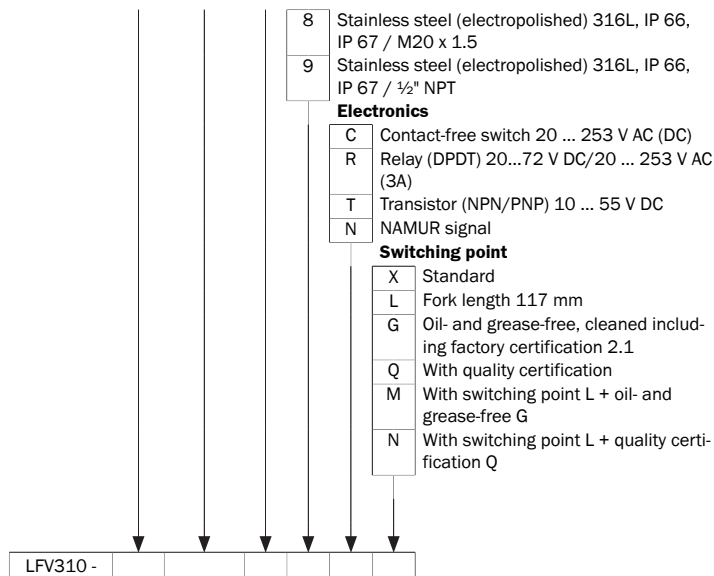 8 Stainless steel (electropolished) 316L, IP 66,
IP 67 / M20 x 1.5
9 Stainless steel (electropolished) 316L, IP 66,
IP 67 / ½" NPT
Electronics
C Contact-free switch 20 ... 253 V AC (DC)
R Relay (DPDT) 20...72 V DC/20 ... 253 V AC
(3A)
T Transistor (NPN/PNP) 10 ... 55 V DC
N NAMUR signal
Switching point
X Standard
L Fork length 117 mm
G Oil- and grease-free, cleaned includ-
ing factory certification 2.1
Q With quality certification
M With switching point L + oil- and
grease-free G
N With switching point L + quality certi-
fication Q
LFV310 -